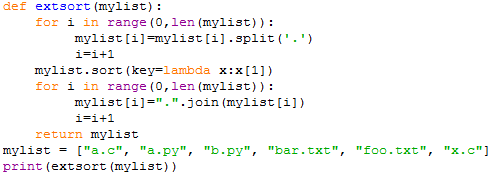 def extsort(mylist):
    for i in range(0,len(mylist)):
        mylist[i]=mylist[i].split('.')
        i=i+1
    mylist.sort(key=lambda x:x[1])
    for i in range(0,len(mylist)):
        mylist[i]=".".join(mylist[i])
        i=i+1
    return mylist
mylist = ["a.c", "a.py", "b.py", "bar.txt", "foo.txt", "x.c"]
print(extsort(mylist))